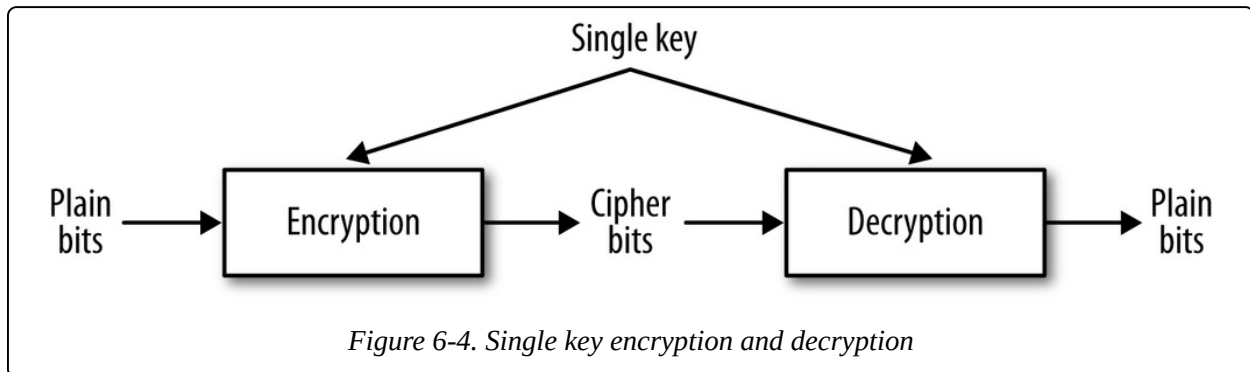 Single key
Plain
bits
Encryption
Cipher
bits
Decryption
Plain
bits
Figure 6-4. Single key encryption and decryption